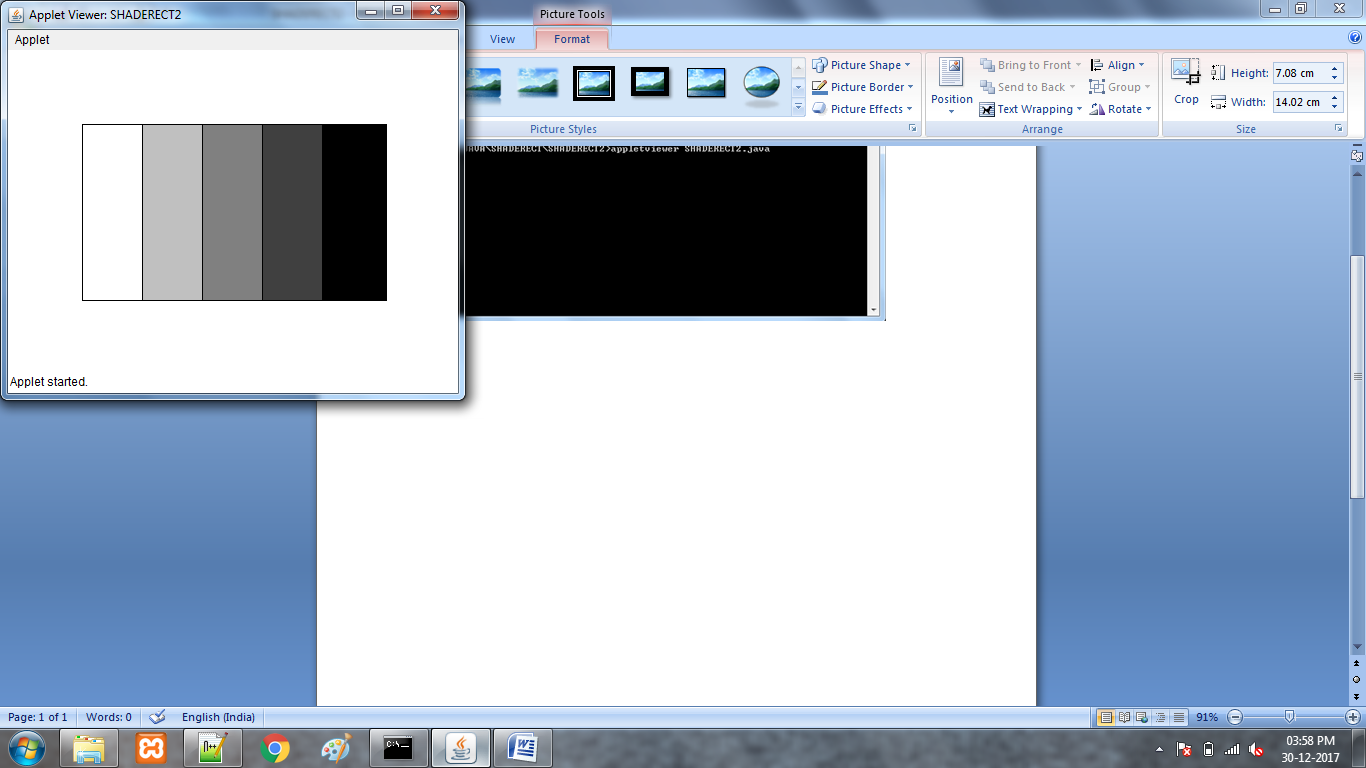 Applet Viewer: SHADERECT2
Applet
Applet started.
Picture Tools
View
Format
Picture Shape
Picture Border
Picture Effects
Picture Styles
Position
Bring to Front
Send to Back
Text Wrapping
Align
Group
Rotate
Arrange
Crop
Height: 7.08 cm
Width: 14.02 cm
Size
JAVA\SHADERECT\SHADERECT2>appletviewer SHADERECT2.java
Page: 1 of 1
Words: 0
English (India)
91%
C:\_
03:58 PM
30-12-2017